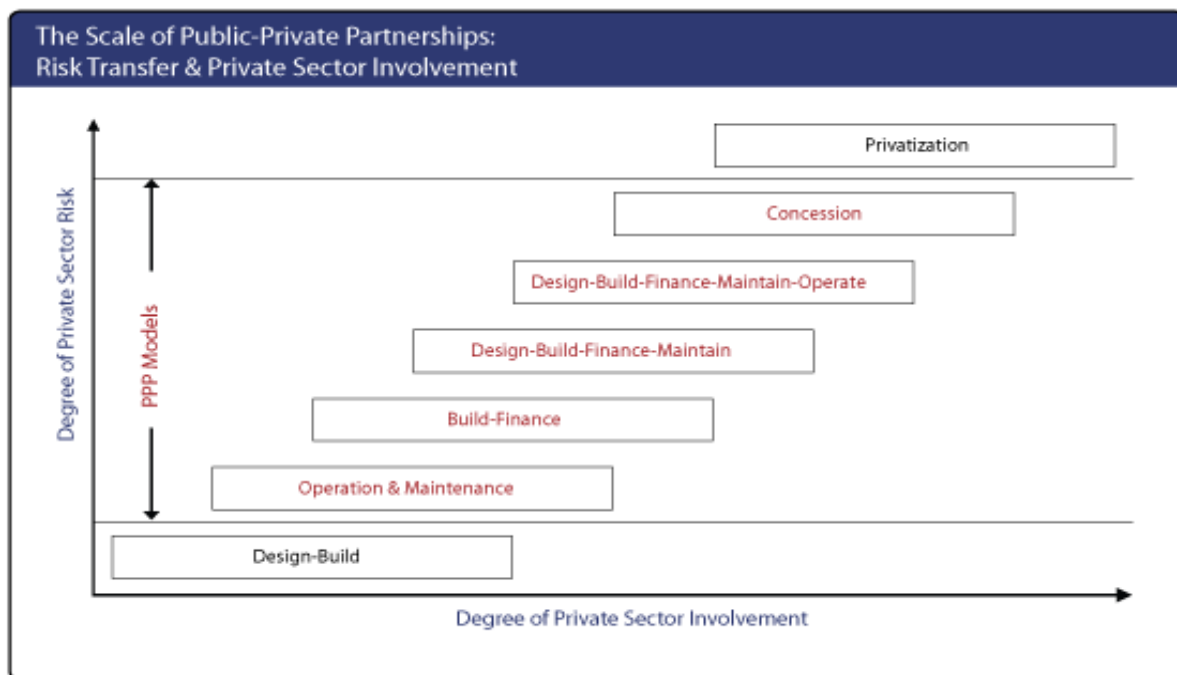 The Scale of Public-Private Partnerships:
Risk Transfer & Private Sector Involvement
Privatization
Concession
Design-Build-Finance-Maintain-Operate
Design-Build-Finance-Maintain
Build-Finance
Operation & Maintenance
Design-Build
PPP Models
Degree of Private Sector Risk
Degree of Private Sector Involvement